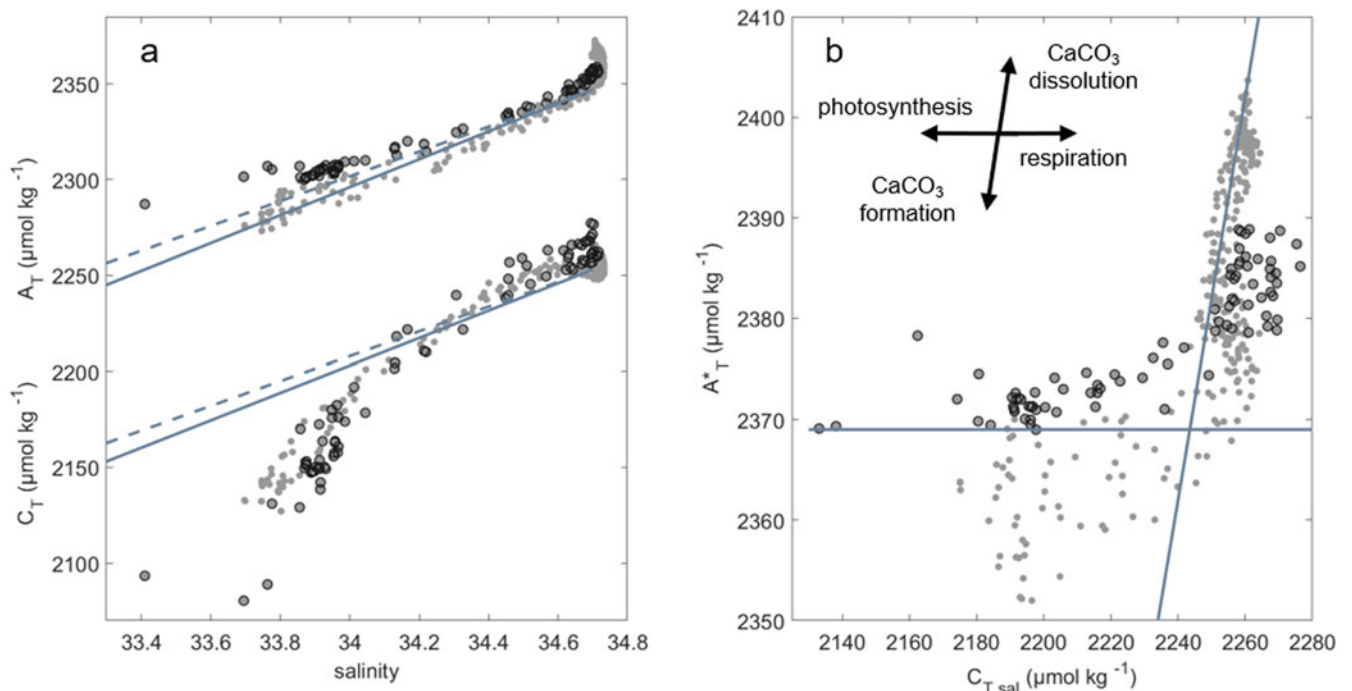 a
2350
2300
2250
2200
2150
2100
A_T (µmol kg⁻¹)
C_T (µmol kg⁻¹)
33.4 33.6 33.8 34 34.2 34.4 34.6 34.8
salinity
b
2410
2400
2390
2380
2370
2360
2350
A*_T (µmol kg⁻¹)
CaCO₃
dissolution
photosynthesis
respiration
CaCO₃
formation
2140 2160 2180 2200 2220 2240 2260 2280
C_T,sal (µmol kg⁻¹)